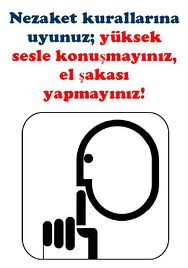 Nezaket kurallarına
uyunuz; yüksek
sesle konuşmayınız,
el şakası
yapmayınız!